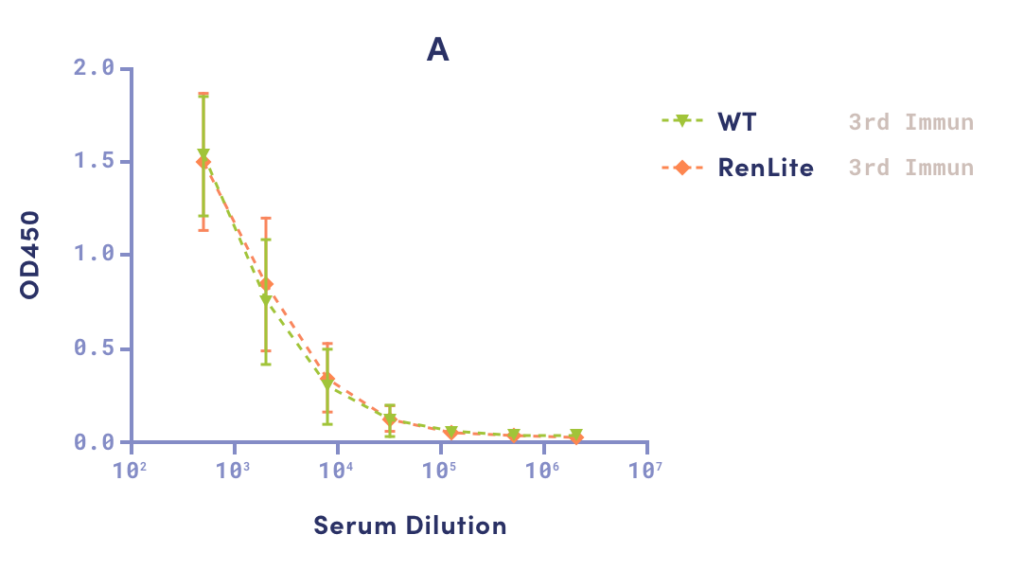 A
2.0
1.5
1.0
0.5
0.0
OD450
10² 10³ 10⁴ 10⁵ 10⁶ 10⁷
Serum Dilution
WT 3rd Immun
RenLite 3rd Immun